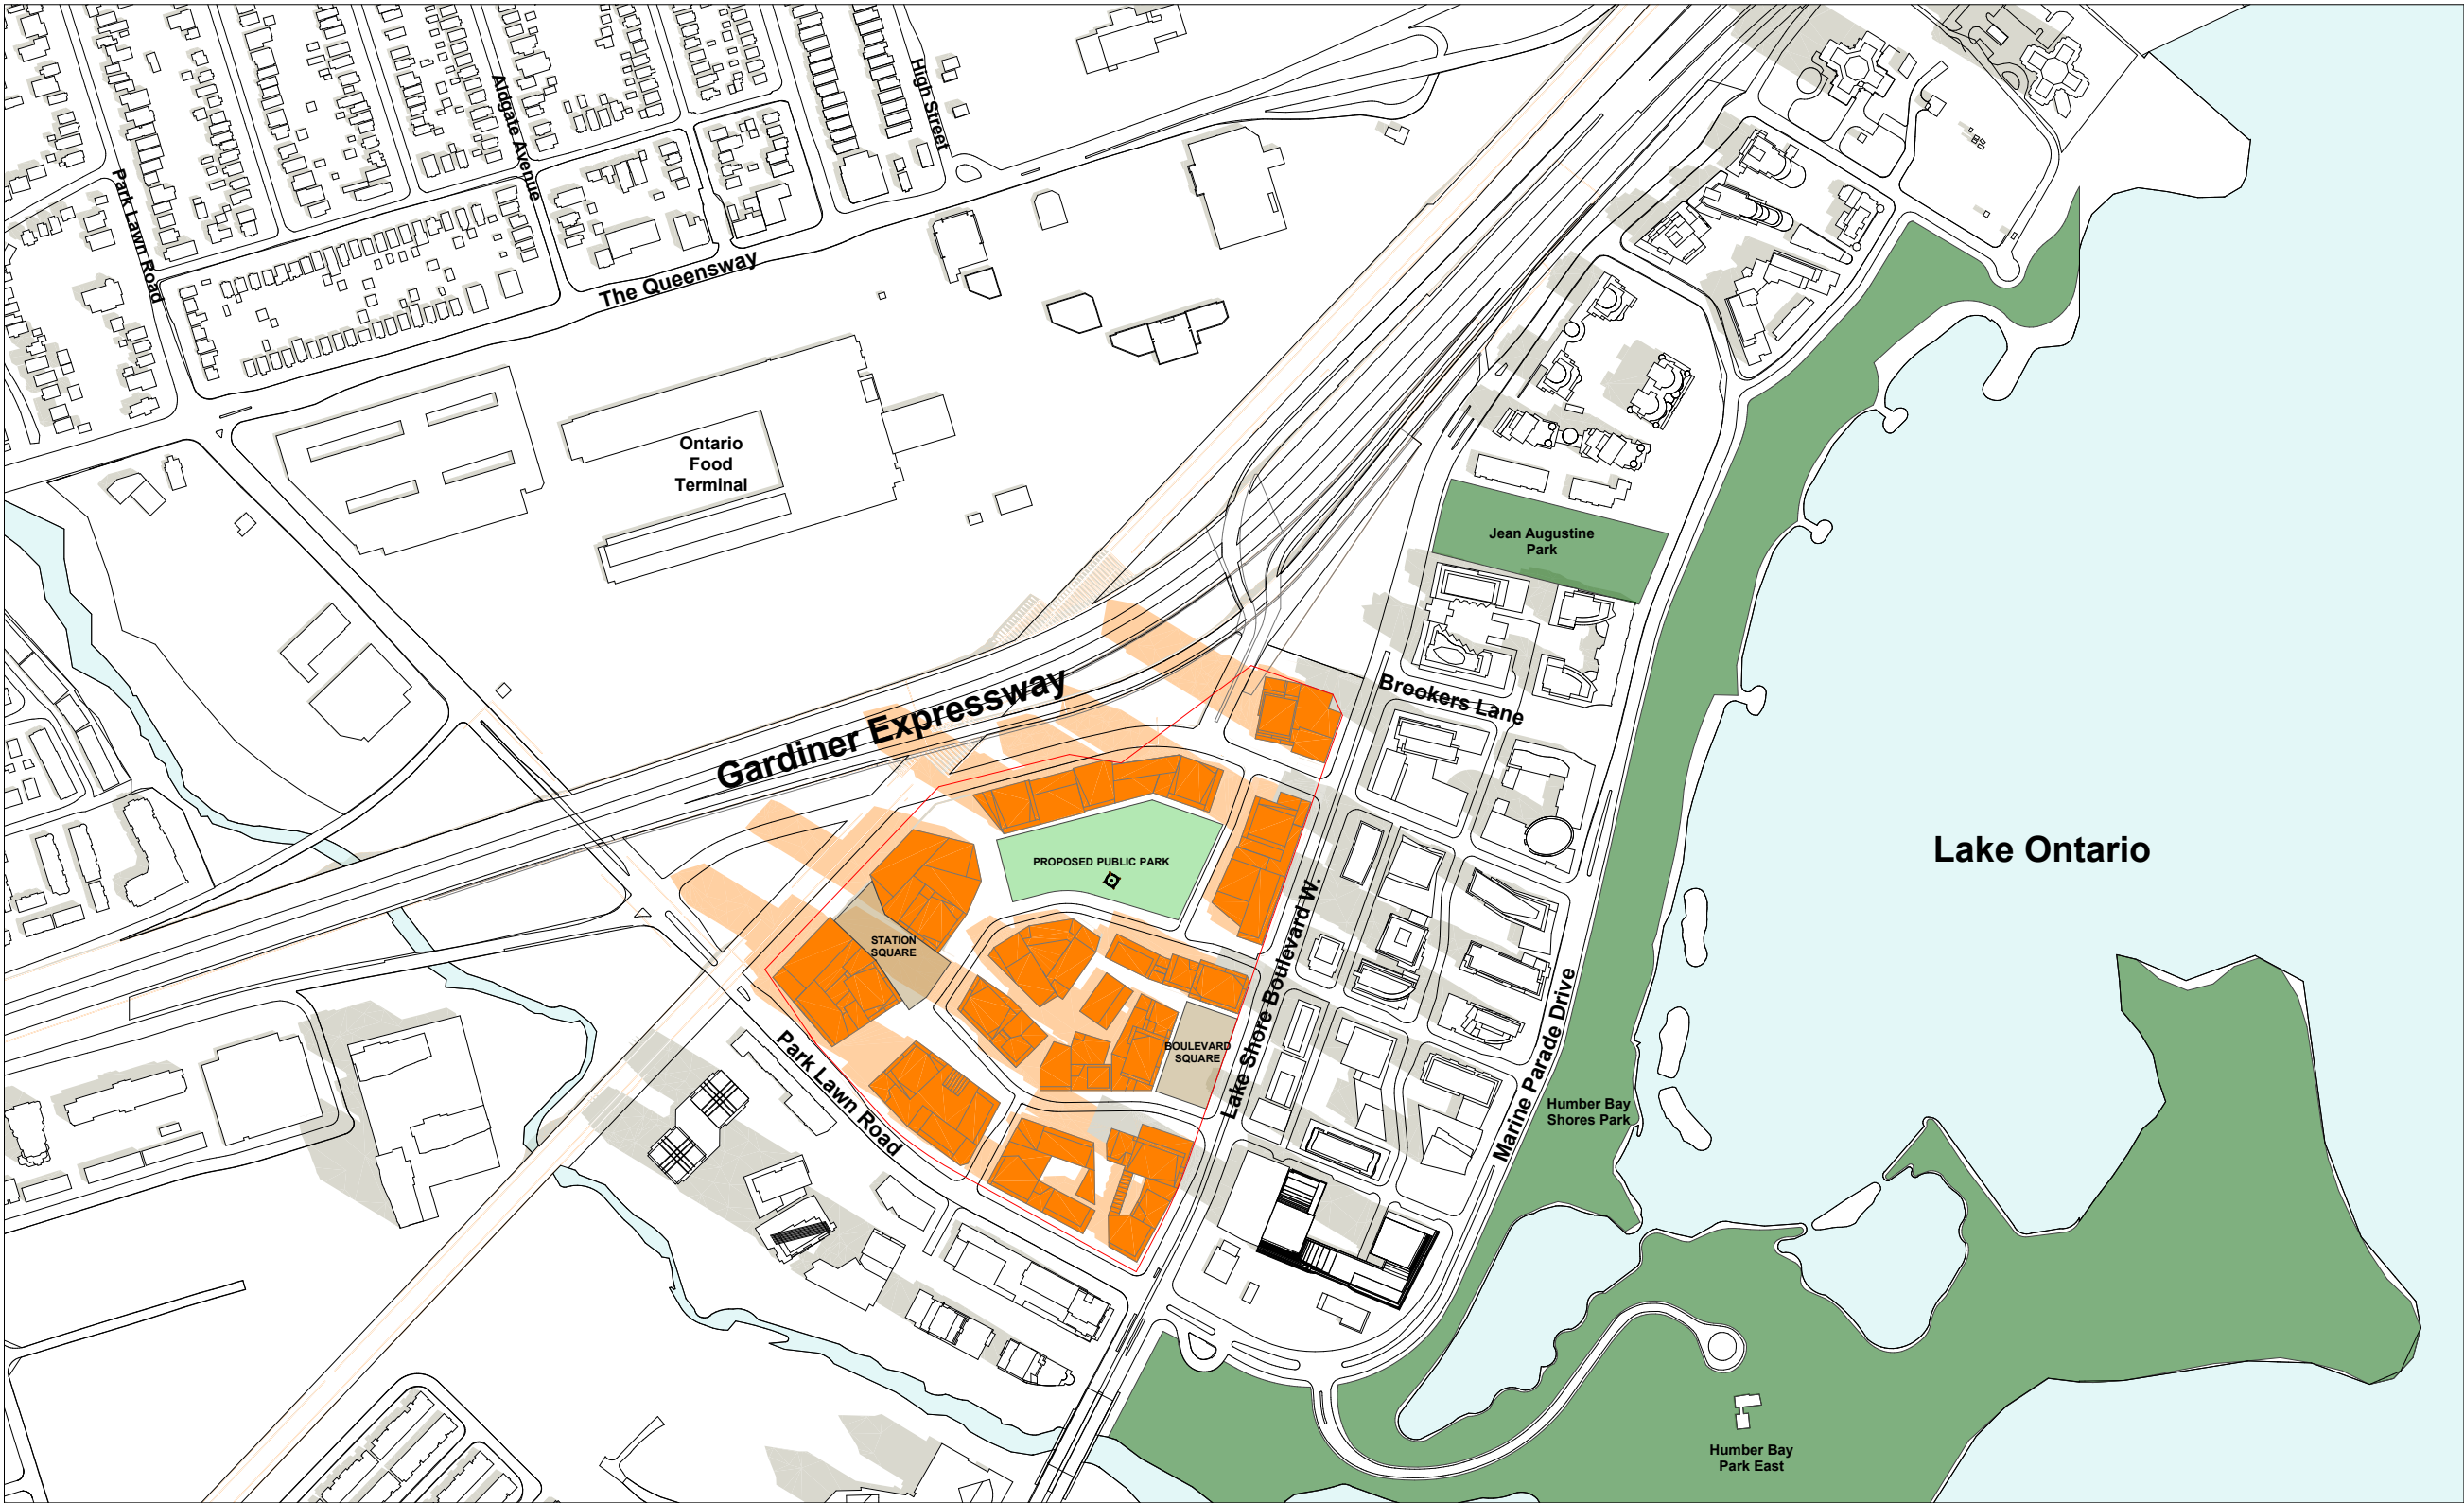 High Street
Aldgate Avenue
Park Lawn Road
The Queensway
Ontario
Food
Terminal
Jean Augustine
Park
Brookers Lane
Gardiner Expressway
PROPOSED PUBLIC PARK
Lake Ontario
STATION
SQUARE
Lake Shore Boulevard W.
BOULEVARD
SQUARE
Park Lawn Road
Marine Parade Drive
Humber Bay
Shores Park
Humber Bay
Park East